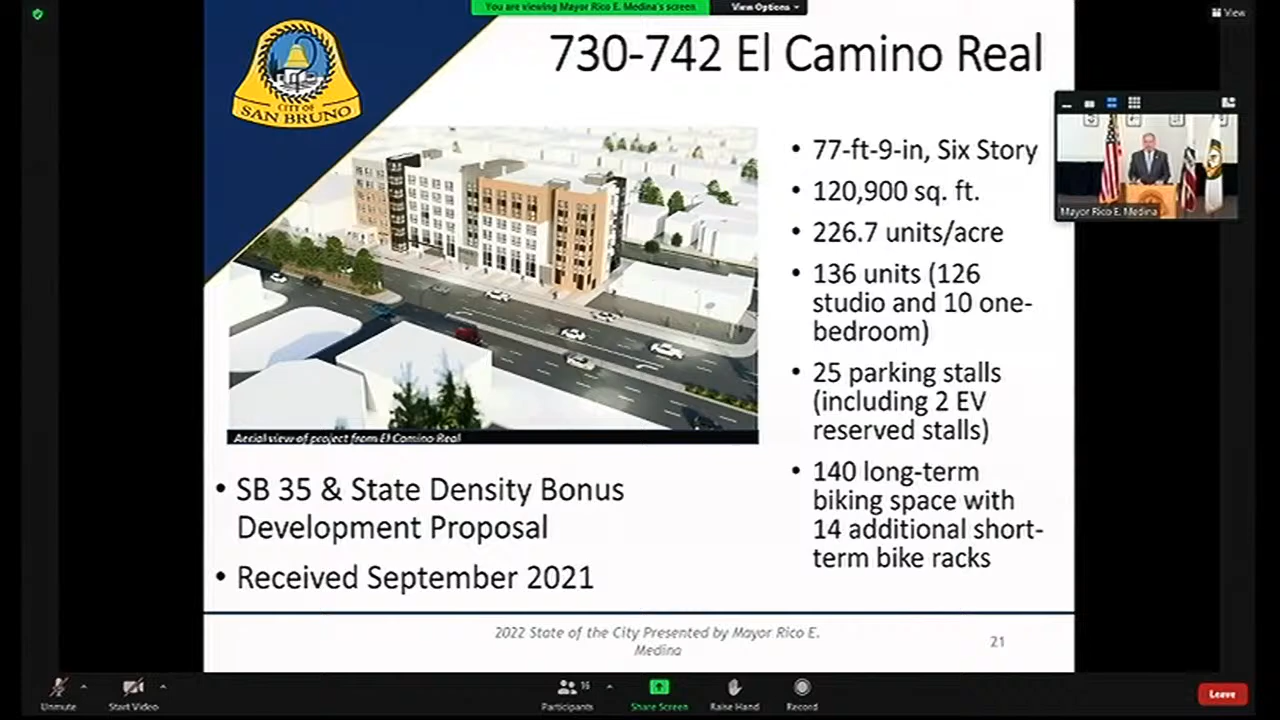 You are viewing Mayor Rico E. Medina's screen
View Options
View
CITY OF
SAN BRUNO
730-742 El Camino Real
Mayor Rico E. Medina
• 77-ft-9-in, Six Story
• 120,900 sq. ft.
• 226.7 units/acre
• 136 units (126
studio and 10 one-
bedroom)
• 25 parking stalls
(including 2 EV
reserved stalls)
• 140 long-term
biking space with
14 additional short-
term bike racks
Aerial view of project from El Camino Real
• SB 35 & State Density Bonus
Development Proposal
• Received September 2021
2022 State of the City Presented by Mayor Rico E.
Medina
21
Unmute
Start Video
16
Participants
Share Screen
Raise Hand
Record
Leave